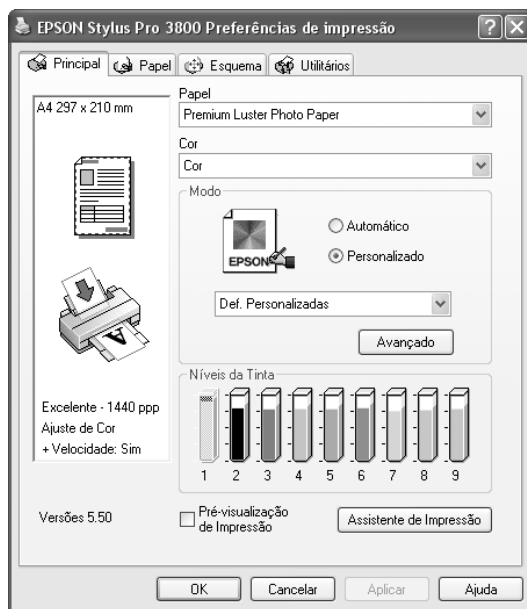 EPSON Stylus Pro 3800 Preferências de impressão
Principal
Papel
Esquema
Utilitários
A4 297 x 210 mm
Papel
Premium Luster Photo Paper
Cor
Cor
Modo
EPSON
Automático
Personalizado
Def. Personalizadas
Avançado
Níveis da Tinta
1 2 3 4 5 6 7 8 9
Excelente - 1440 ppp
Ajuste de Cor
+ Velocidade: Sim
Versões 5.50
Pré-visualização
de Impressão
Assistente de Impressão
OK
Cancelar
Aplicar
Ajuda